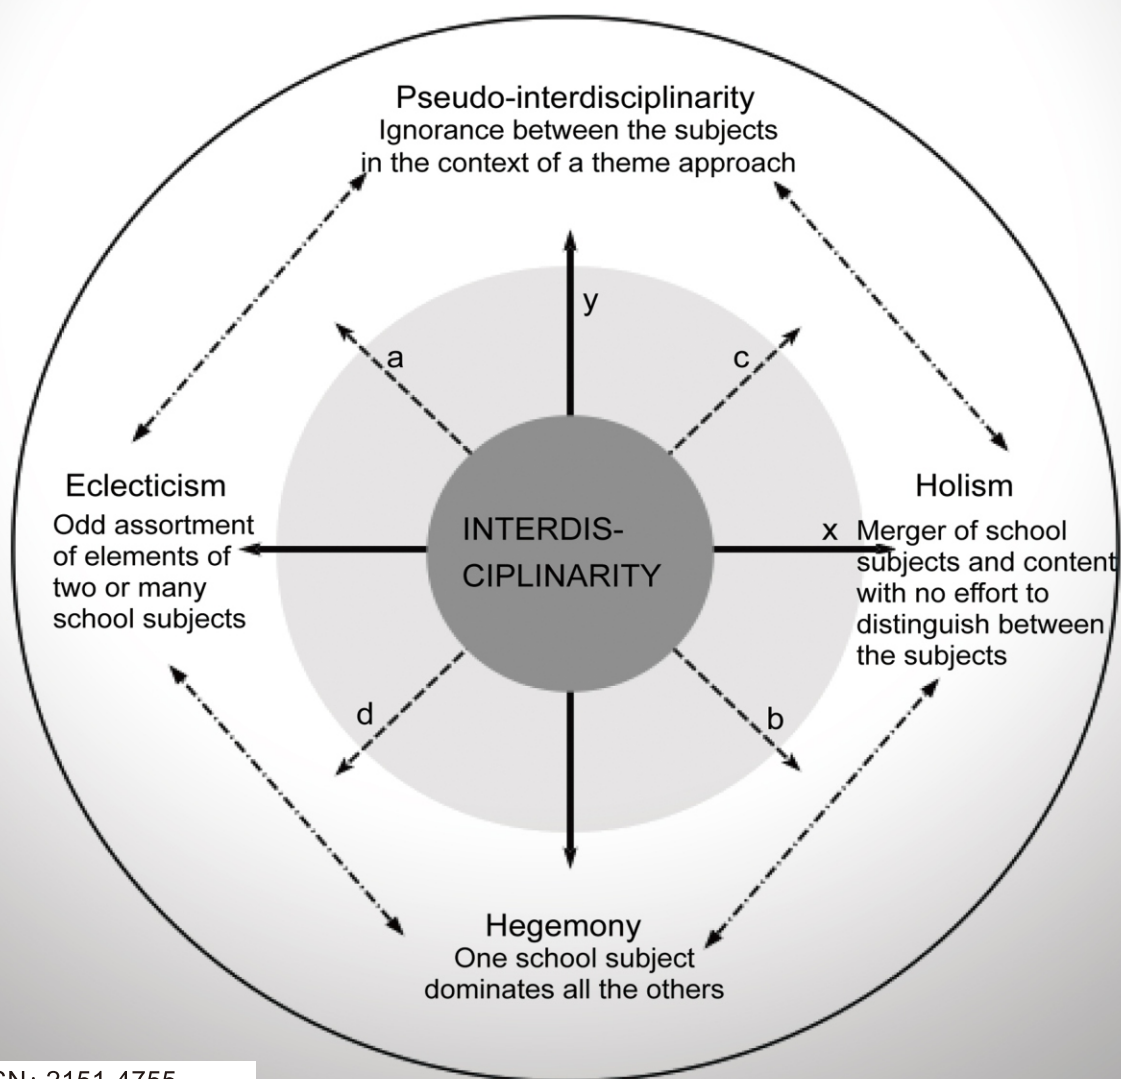 Pseudo-interdisciplinarity
Ignorance between the subjects
in the context of a theme approach
y
a
c
Eclecticism
Odd assortment
of elements of
two or many
school subjects
INTERDIS-
CIPLINARITY
x
Holism
Merger of school
subjects and content
with no effort to
distinguish between
the subjects
d
b
Hegemony
One school subject
dominates all the others
2151-4755